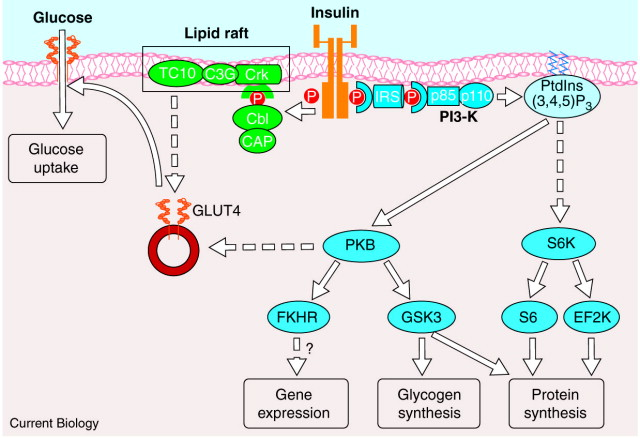 Glucose
Lipid raft
Insulin
TC10
C3G
Crk
P
P
P
IRS
P
p85
p110
PI3-K
PtdIns
(3,4,5)P3
Cbl
CAP
Glucose
uptake
GLUT4
PKB
S6K
FKHR
GSK3
S6
EF2K
?
Gene
expression
Glycogen
synthesis
Protein
synthesis
Current Biology